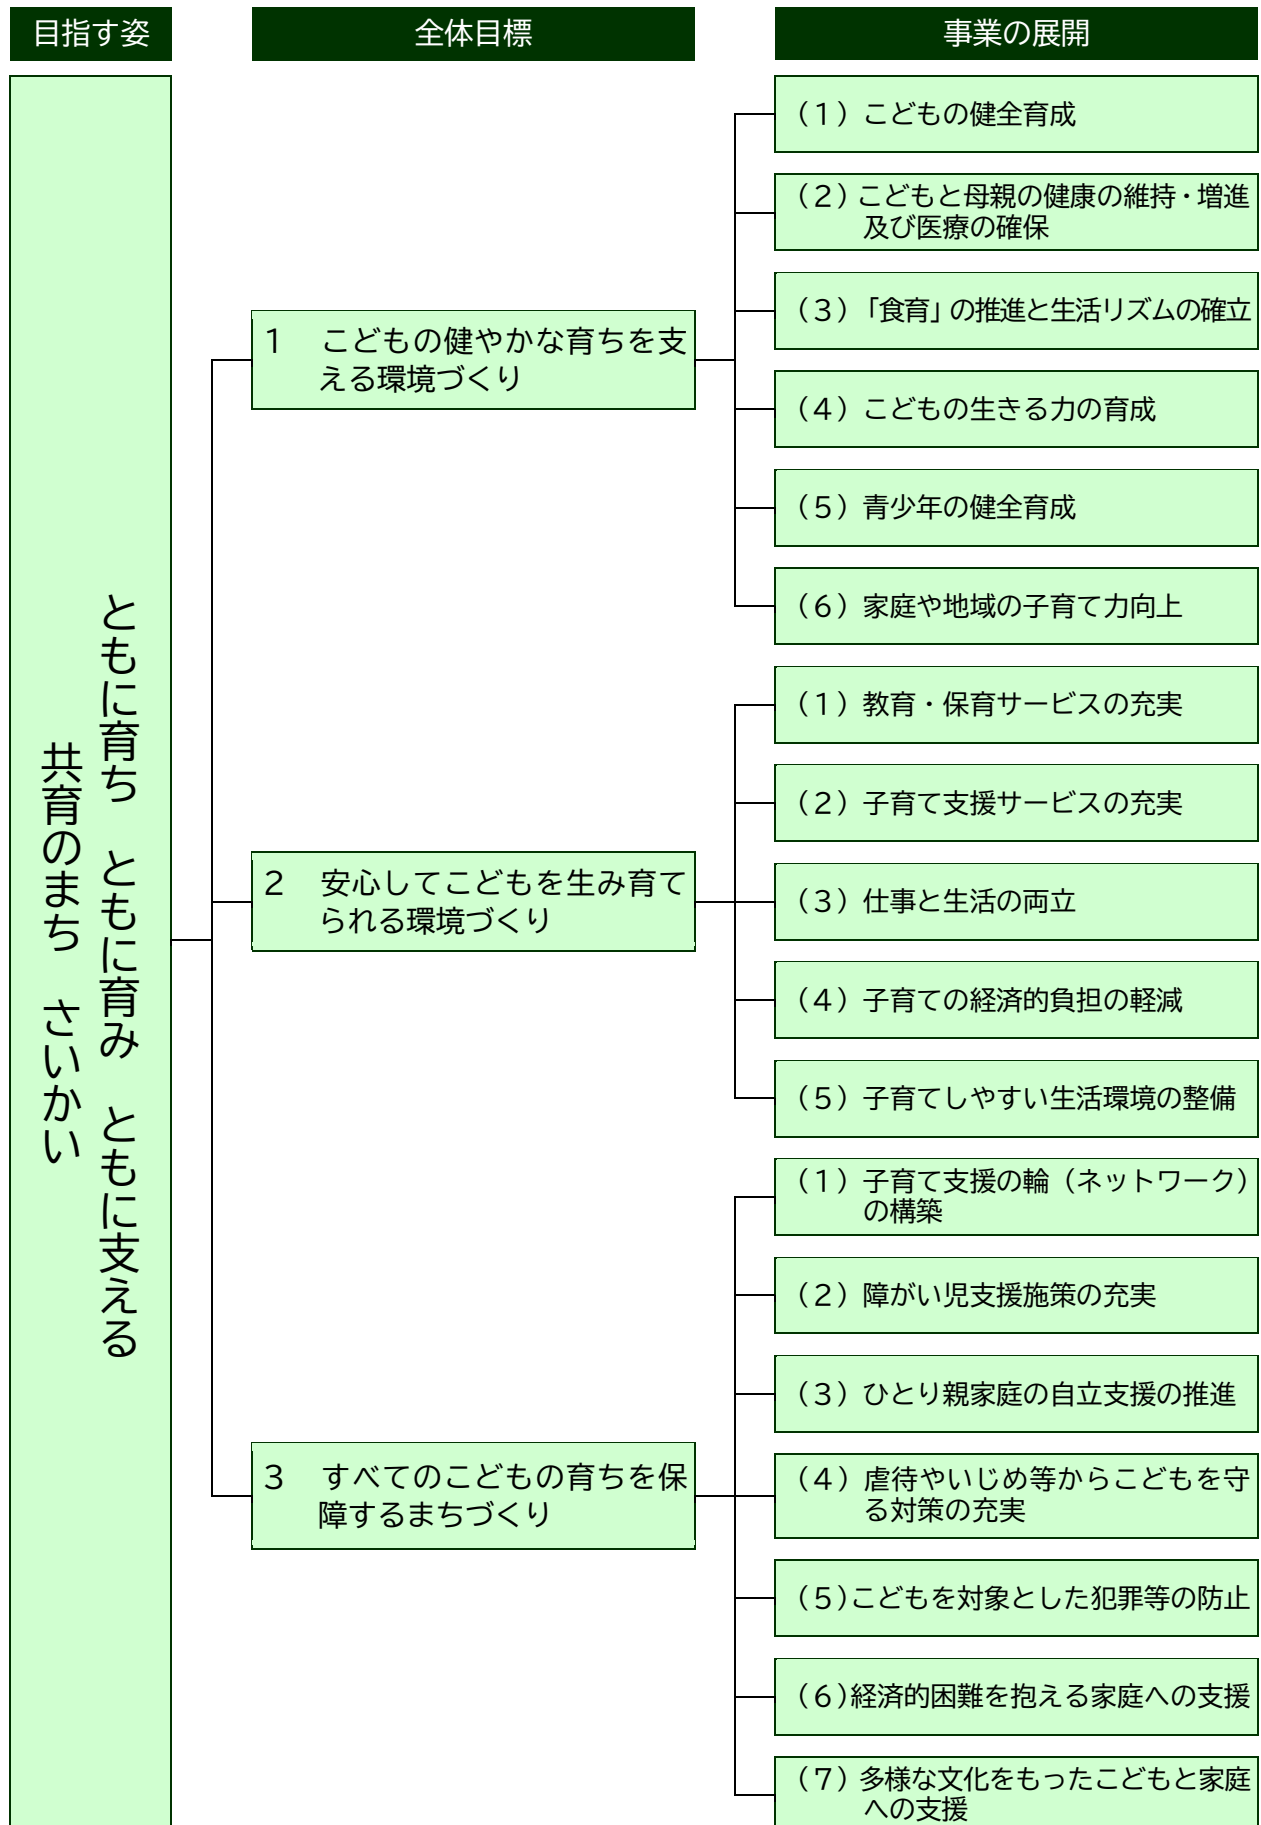 目指す姿
全体目標
事業の展開
ともに育ち　ともに育み　ともに支える
共育のまち　さいかい
１　こどもの健やかな育ちを支
える環境づくり
（１）こどもの健全育成
（２）こどもと母親の健康の維持・増進
及び医療の確保
（３）「食育」の推進と生活リズムの確立
（４）こどもの生きる力の育成
（５）青少年の健全育成
（６）家庭や地域の子育て力向上
２　安心してこどもを生み育て
られる環境づくり
（１）教育・保育サービスの充実
（２）子育て支援サービスの充実
（３）仕事と生活の両立
（４）子育ての経済的負担の軽減
（５）子育てしやすい生活環境の整備
３　すべてのこどもの育ちを保
障するまちづくり
（１）子育て支援の輪（ネットワーク）
の構築
（２）障がい児支援施策の充実
（３）ひとり親家庭の自立支援の推進
（４）虐待やいじめ等からこどもを守
る対策の充実
（５）こどもを対象とした犯罪等の防止
（６）経済的困難を抱える家庭への支援
（７）多様な文化をもったこどもと家庭
への支援